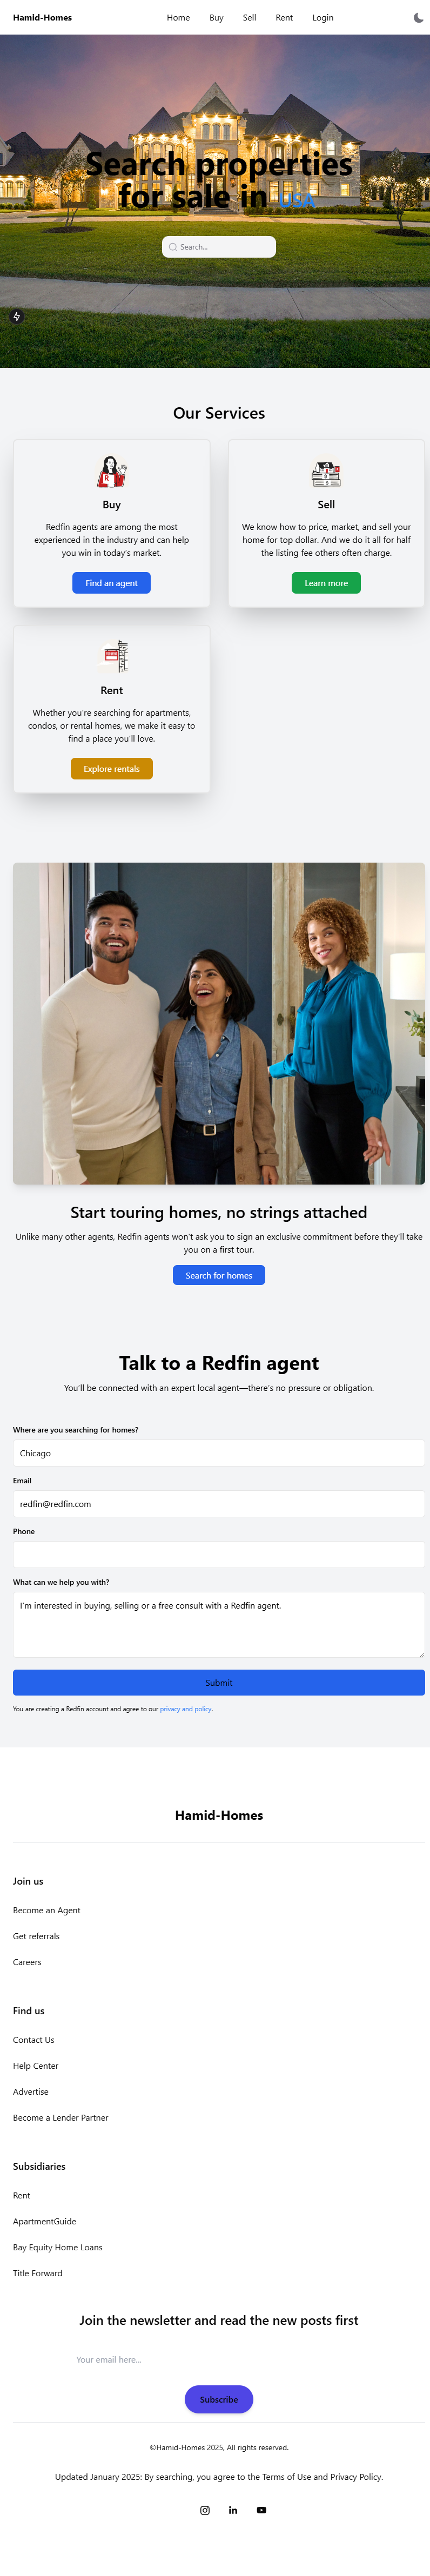 Hamid-Homes
Home
Buy
Sell
Rent
Login
Search properties
for sale in USA
Search...
Our Services
Buy
Redfin agents are among the most
experienced in the industry and can help
you win in today's market.
Find an agent
Sell
We know how to price, market, and sell your
home for top dollar. And we do it all for half
the listing fee others often charge.
Learn more
Rent
Whether you're searching for apartments,
condos, or rental homes, we make it easy to
find a place you'll love.
Explore rentals
Start touring homes, no strings attached
Unlike many other agents, Redfin agents won't ask you to sign an exclusive commitment before they'll take
you on a first tour.
Search for homes
Talk to a Redfin agent
You'll be connected with an expert local agent—there's no pressure or obligation.
Where are you searching for homes?
Chicago
Email
redfin@redfin.com
Phone
What can we help you with?
I'm interested in buying, selling or a free consult with a Redfin agent.
Submit
You are creating a Redfin account and agree to our privacy and policy.
Hamid-Homes
Join us
Become an Agent
Get referrals
Careers
Find us
Contact Us
Help Center
Advertise
Become a Lender Partner
Subsidiaries
Rent
ApartmentGuide
Bay Equity Home Loans
Title Forward
Join the newsletter and read the new posts first
Your email here...
Subscribe
©Hamid-Homes 2025. All rights reserved.
Updated January 2025: By searching, you agree to the Terms of Use and Privacy Policy.